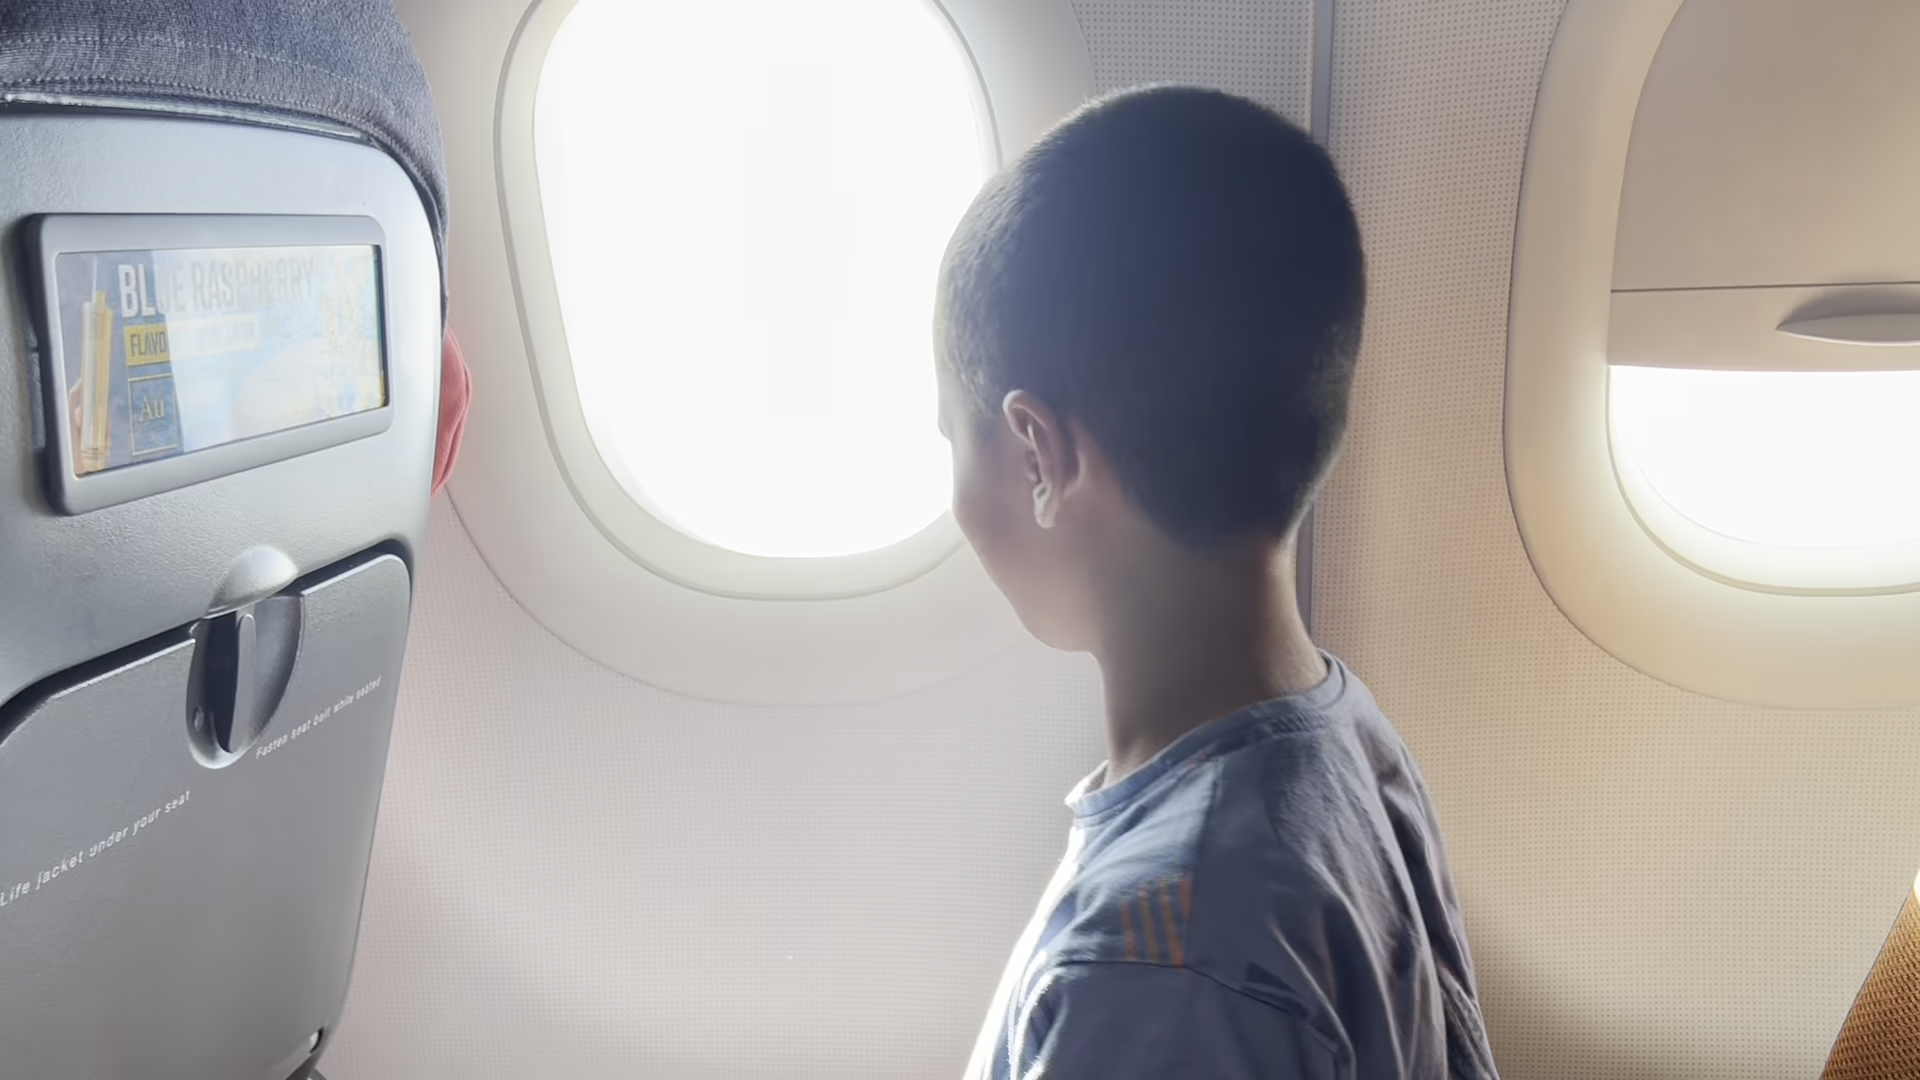 BLUE RASPBERRY
FLAVO
Au
Fasten seat belt while seated
Life jacket under your seat